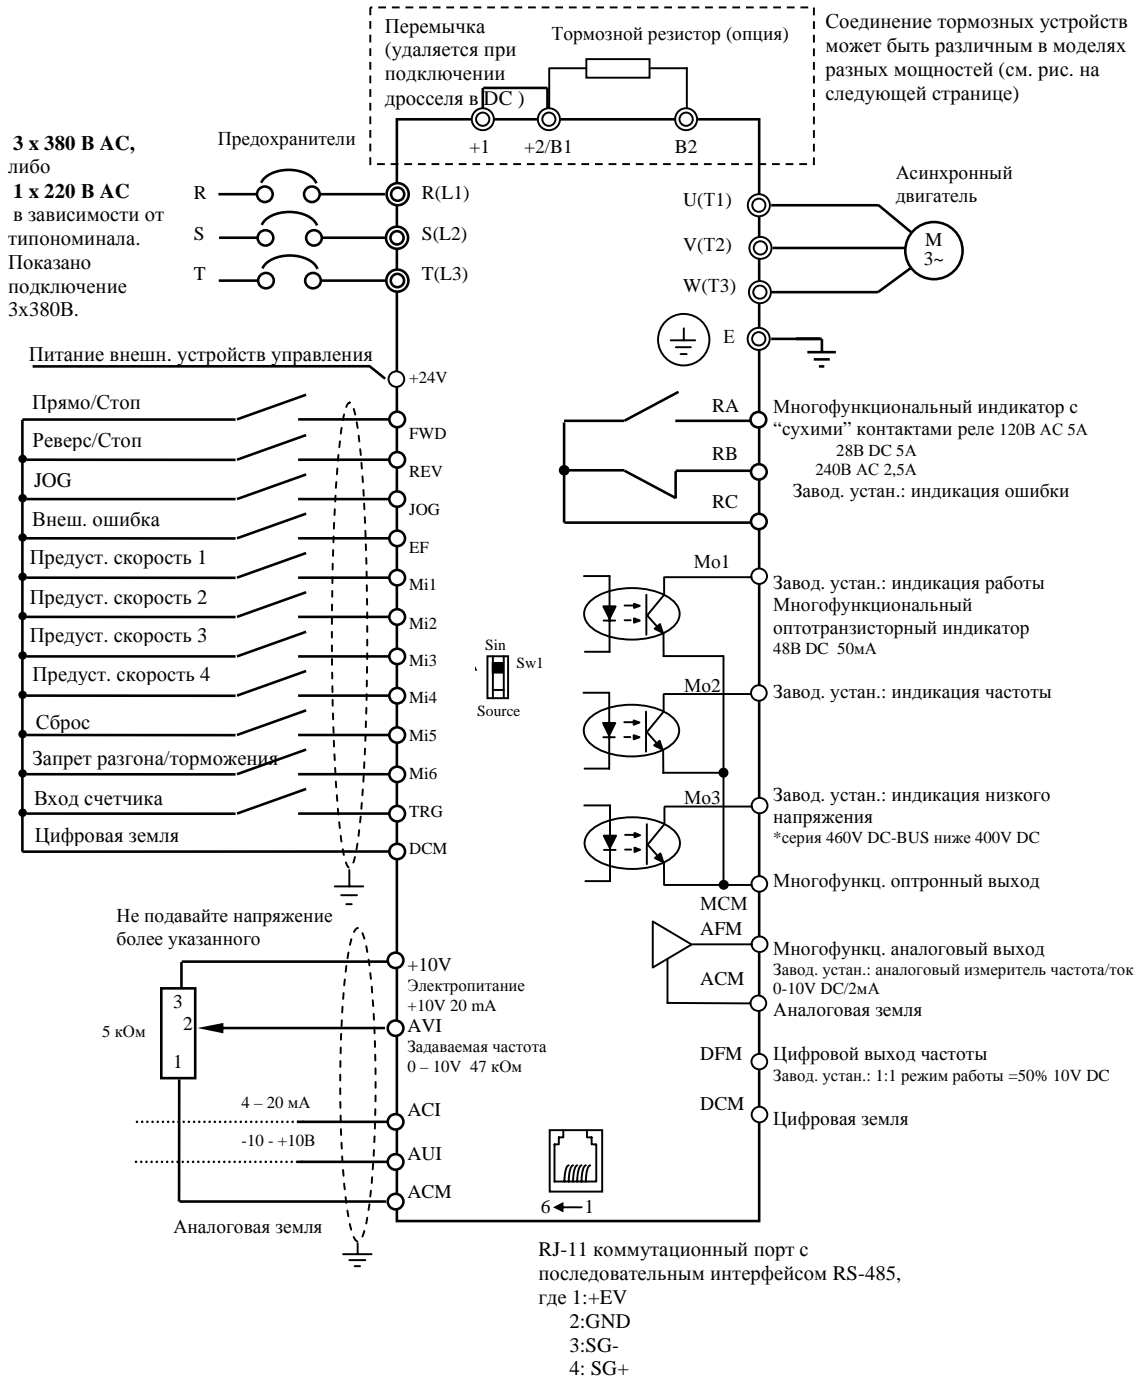 Перемычка
(удаляется при
подключении
дросселя в DC )
Тормозной резистор (опция)
Соединение тормозных устройств
может быть различным в моделях
разных мощностей (см. рис. на
следующей странице)
+1
+2/B1
B2
3 x 380 В AC,
либо
1 x 220 В AC
в зависимости от
типономинала.
Показано
подключение
3x380В.
Предохранители
R
R(L1)
S
S(L2)
T
T(L3)
Асинхронный
двигатель
U(T1)
V(T2)
W(T3)
M
3~
E
Питание внешн. устройств управления
+24V
Прямо/Стоп
FWD
Реверс/Стоп
REV
JOG
JOG
Внеш. ошибка
EF
Предуст. скорость 1
Mi1
Предуст. скорость 2
Mi2
Предуст. скорость 3
Mi3
Предуст. скорость 4
Mi4
Сброс
Mi5
Запрет разгона/торможения
Mi6
Вход счетчика
TRG
Цифровая земля
DCM
Sin
Sw1
Source
RA
RB
RC
Многофункциональный индикатор с
“сухими” контактами реле 120В AC 5А
28В DC 5А
240В AC 2,5А
Завод. устан.: индикация ошибки
Mo1
Завод. устан.: индикация работы
Многофункциональный
оптотранзисторный индикатор
48В DC 50мА
Mo2
Завод. устан.: индикация частоты
Mo3
Завод. устан.: индикация низкого
напряжения
*серия 460V DC-BUS ниже 400V DC
Многофункц. оптронный выход
MCM
AFM
Многофункц. аналоговый выход
Завод. устан.: аналоговый измеритель частота/ток
0-10V DC/2мА
ACM
Аналоговая земля
DFM
Цифровой выход частоты
Завод. устан.: 1:1 режим работы =50% 10V DC
DCM
Цифровая земля
Не подавайте напряжение
более указанного
+10V
Электропитание
+10V 20 mA
3
2
1
5 кОм
AVI
Задаваемая частота
0 – 10V 47 кОм
4 – 20 мА
ACI
-10 - +10В
AUI
ACM
Аналоговая земля
6
1
RJ-11 коммутационный порт с
последовательным интерфейсом RS-485,
где 1:+EV
2:GND
3:SG-
4: SG+